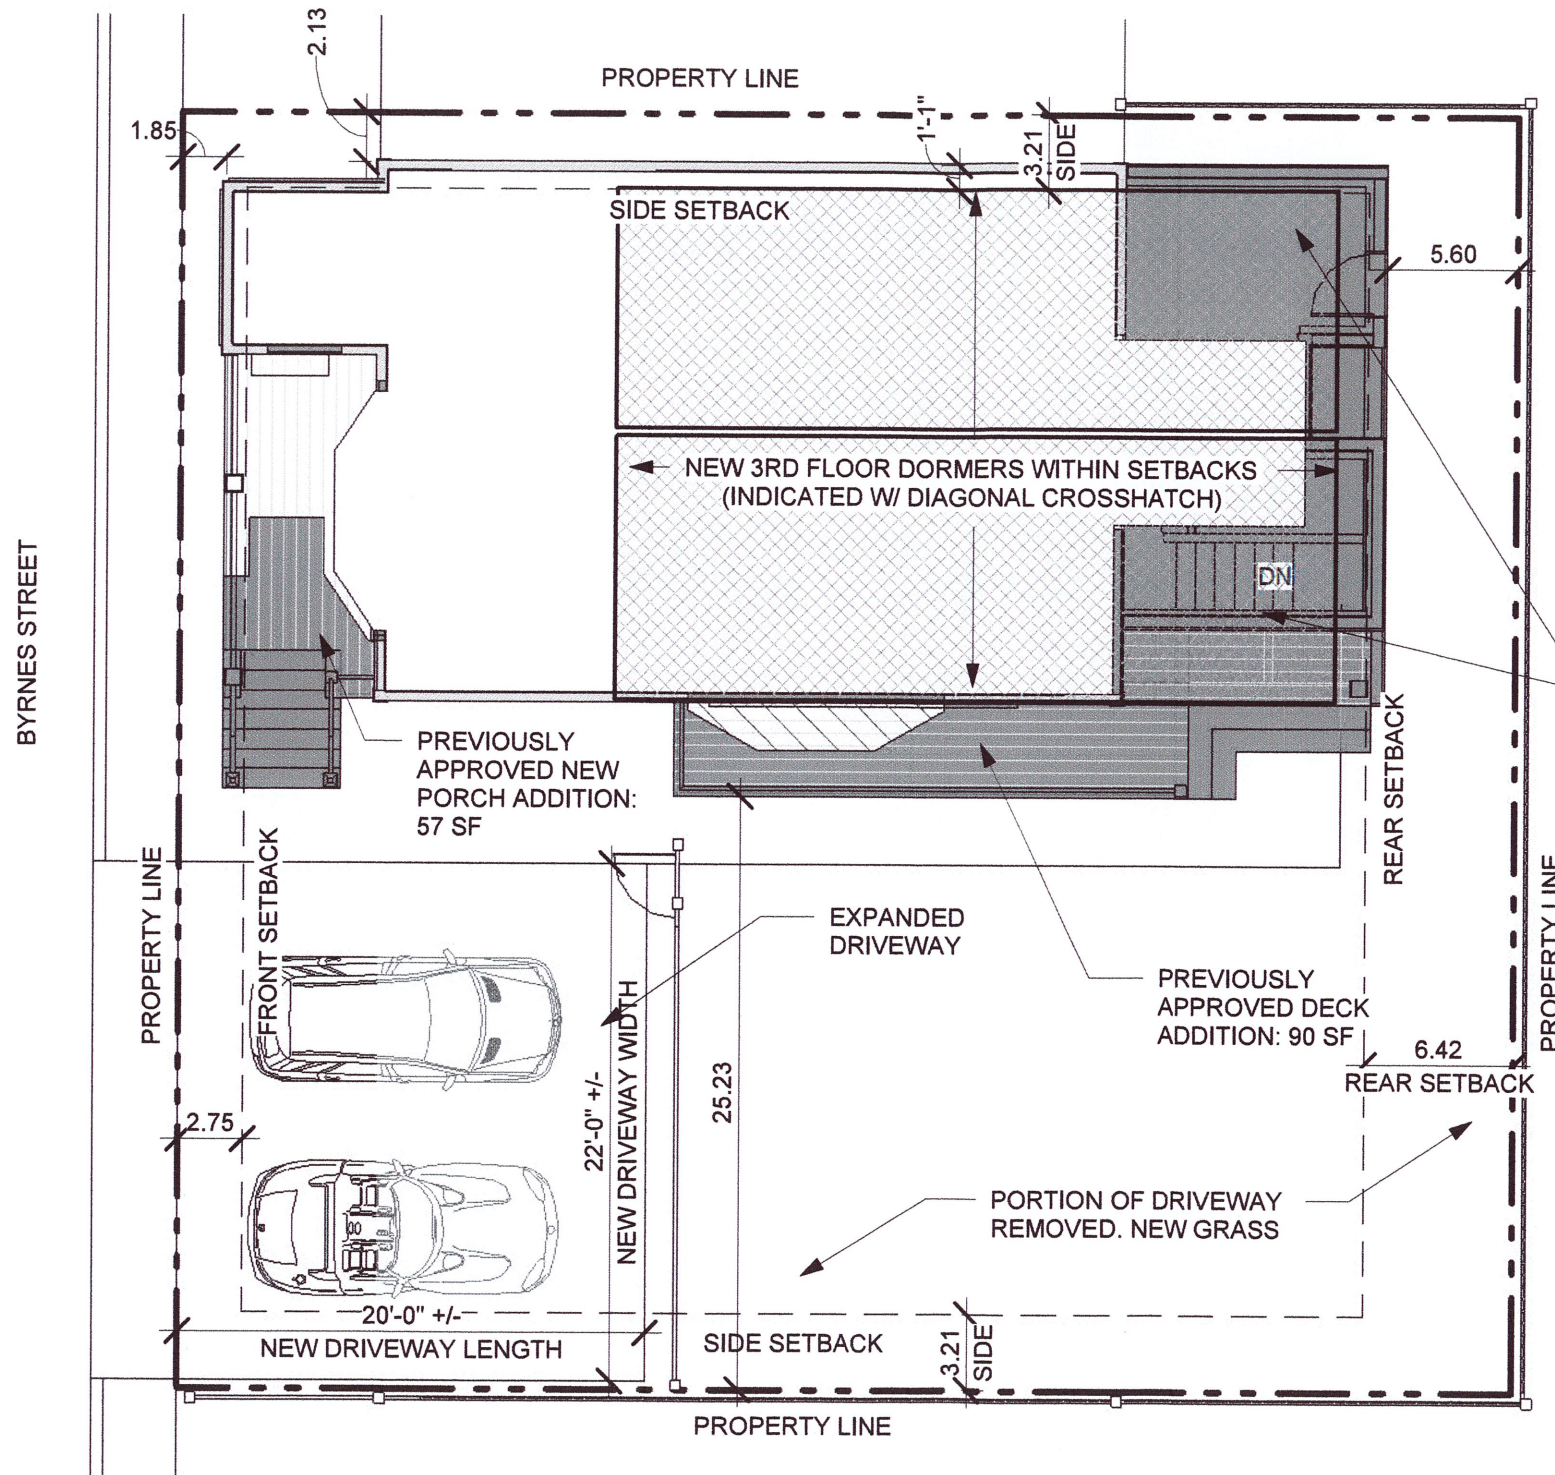 2.13
PROPERTY LINE
1.85
1'-1"
3.21
SIDE
SIDE SETBACK
5.60
NEW 3RD FLOOR DORMERS WITHIN SETBACKS
(INDICATED W/ DIAGONAL CROSSHATCH)
DN
BYRNES STREET
PREVIOUSLY
APPROVED NEW
PORCH ADDITION:
57 SF
REAR SETBACK
PROPERTY LINE
FRONT SETBACK
EXPANDED
DRIVEWAY
PREVIOUSLY
APPROVED DECK
ADDITION: 90 SF
PROPERTY LINE
6.42
REAR SETBACK
2.75
22'-0" +/-
NEW DRIVEWAY WIDTH
25.23
PORTION OF DRIVEWAY
REMOVED. NEW GRASS
20'-0" +/-
NEW DRIVEWAY LENGTH
SIDE SETBACK
3.21
SIDE
PROPERTY LINE